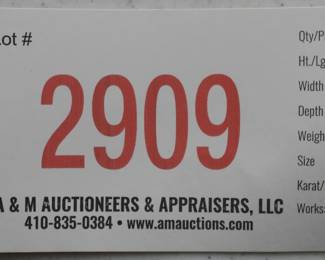 Lot #
2909
A & M AUCTIONEERS & APPRAISERS, LLC
410-835-0384 • www.amauctions.com
Qty/P
Ht./Lg
Width
Depth
Weigh
Size
Karat/
Works: